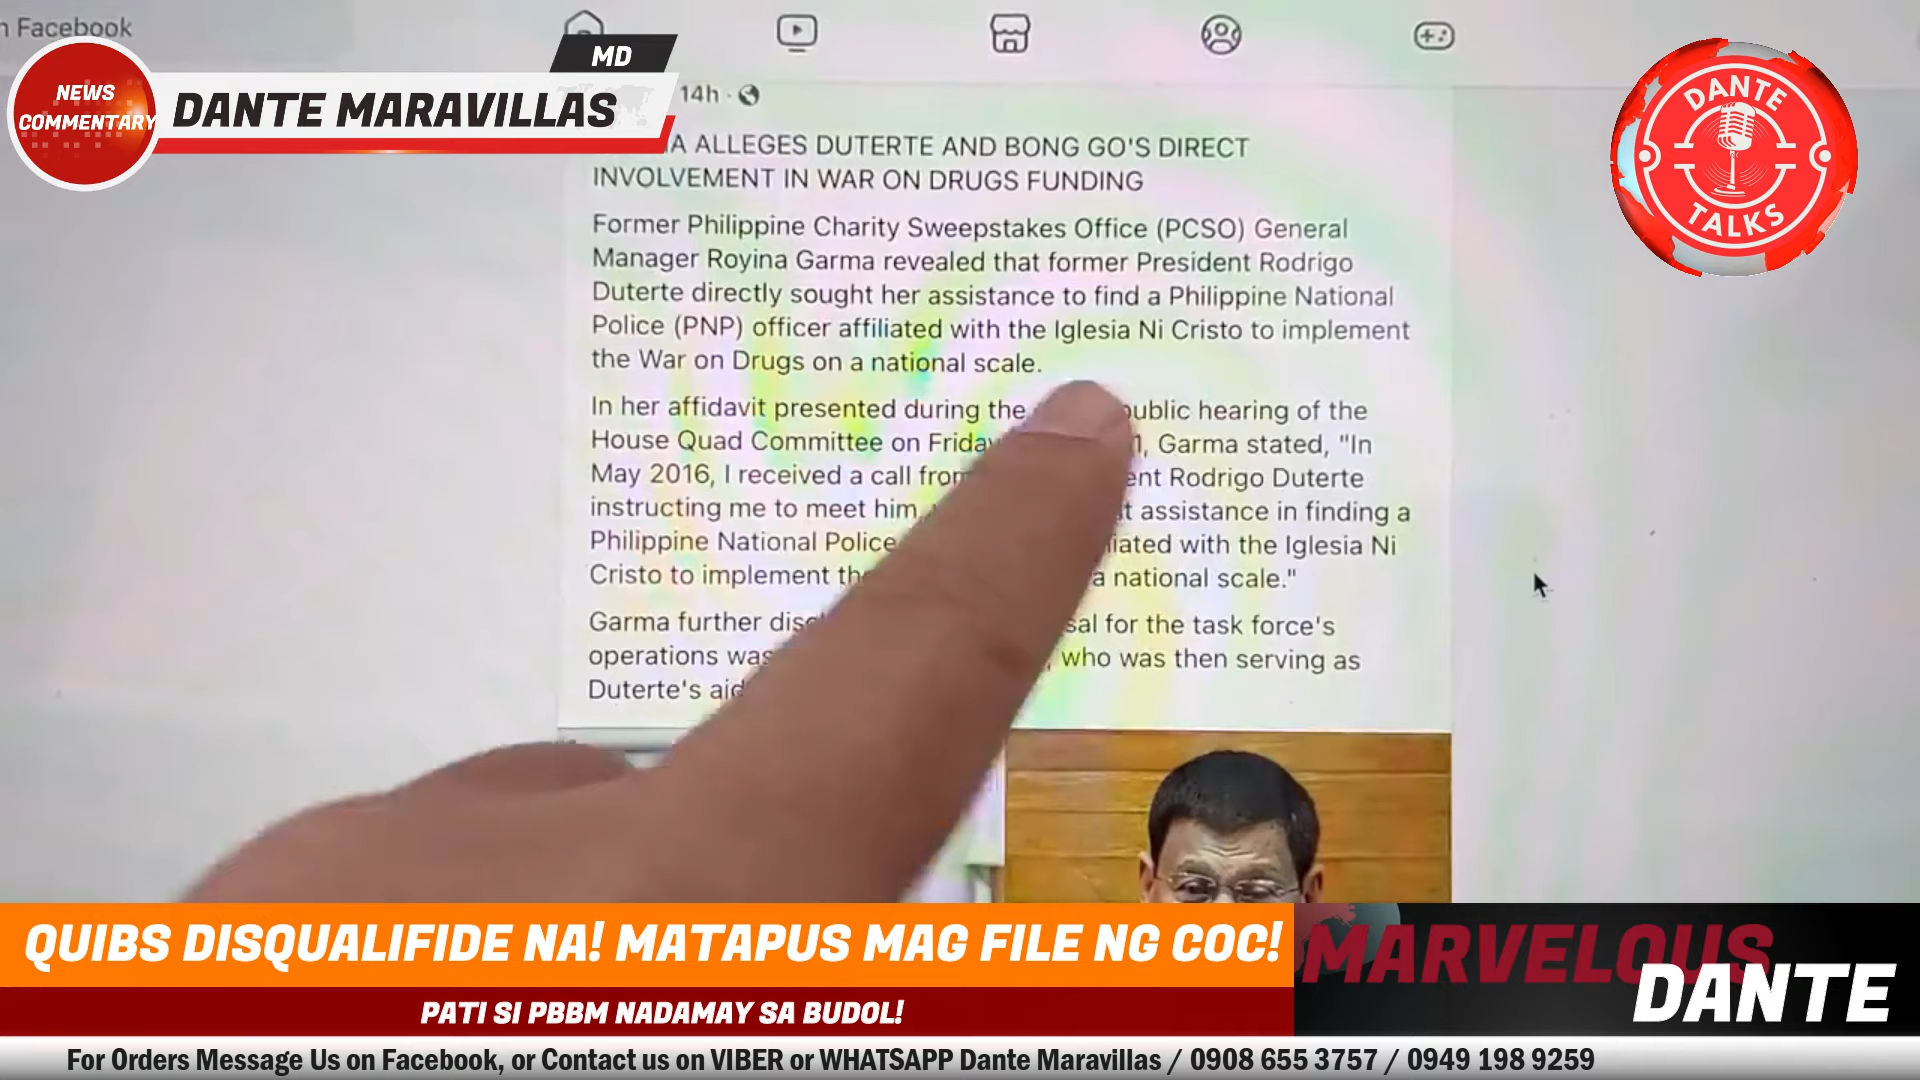 n Facebook
MD
NEWS
COMMENTARY
DANTE MARAVILLAS
DANTE
TALKS
14h ·
ALLEGES DUTERTE AND BONG GO'S DIRECT
INVOLVEMENT IN WAR ON DRUGS FUNDING
Former Philippine Charity Sweepstakes Office (PCSO) General
Manager Royina Garma revealed that former President Rodrigo
Duterte directly sought her assistance to find a Philippine National
Police (PNP) officer affiliated with the Iglesia Ni Cristo to implement
the War on Drugs on a national scale.
In her affidavit presented during the public hearing of the
House Quad Committee on Friday Garma stated, "In
May 2016, I received a call from Rodrigo Duterte
instructing me to meet him, assistance in finding a
Philippine National Police with the Iglesia Ni
Cristo to implement the a national scale."
Garma further for the task force's
operations was who was then serving as
Duterte's
QUIBS DISQUALIFIDE NA! MATAPUS MAG FILE NG COC!
PATI SI PBBM NADAMAY SA BUDOL!
MARVELOUS
DANTE
For Orders Message Us on Facebook, or Contact us on VIBER or WHATSAPP Dante Maravillas / 0908 655 3757 / 0949 198 9259